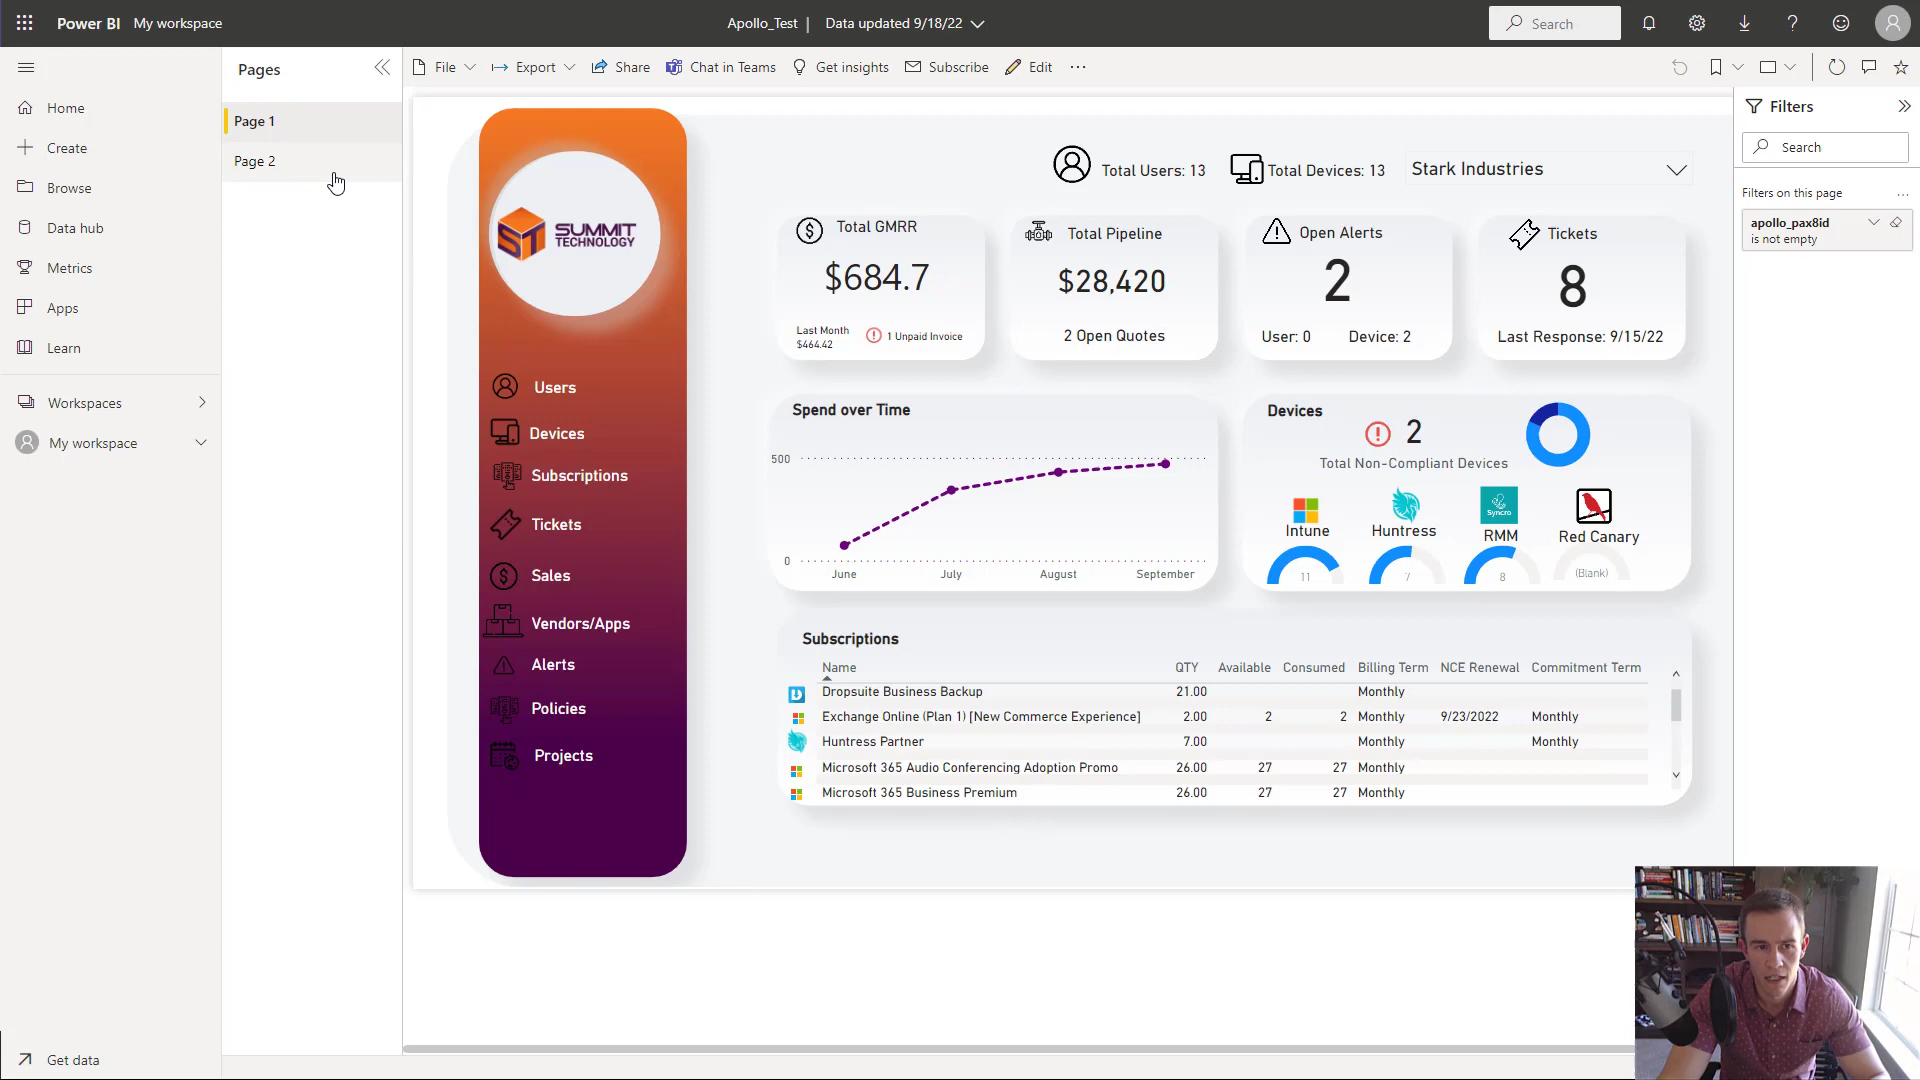 Power BI My workspace
Apollo_Test | Data updated 9/18/22
Search
Pages
File Export Share Chat in Teams Get insights Subscribe Edit ...
Home
Create
Browse
Data hub
Metrics
Apps
Learn
Workspaces
My workspace
Get data
Page 1
Page 2
SUMMIT
TECHNOLOGY
Users
Devices
Subscriptions
Tickets
Sales
Vendors/Apps
Alerts
Policies
Projects
Total Users: 13 Total Devices: 13 Stark Industries
Total GMRR
$684.7
Last Month
$464.42
1 Unpaid Invoice
Total Pipeline
$28,420
2 Open Quotes
Open Alerts
2
User: 0 Device: 2
Tickets
8
Last Response: 9/15/22
Spend over Time
500
0
June July August September
Devices
2
Total Non-Compliant Devices
Syncro
Intune Huntress RMM Red Canary
11 7 8 (Blank)
Subscriptions
Name QTY Available Consumed Billing Term NCE Renewal Commitment Term
Dropsuite Business Backup 21.00 Monthly
Exchange Online (Plan 1) [New Commerce Experience] 2.00 2 2 Monthly 9/23/2022 Monthly
Huntress Partner 7.00 Monthly Monthly
Microsoft 365 Audio Conferencing Adoption Promo 26.00 27 27 Monthly
Microsoft 365 Business Premium 26.00 27 27 Monthly
Filters
Search
Filters on this page ...
apollo_pax8id
is not empty